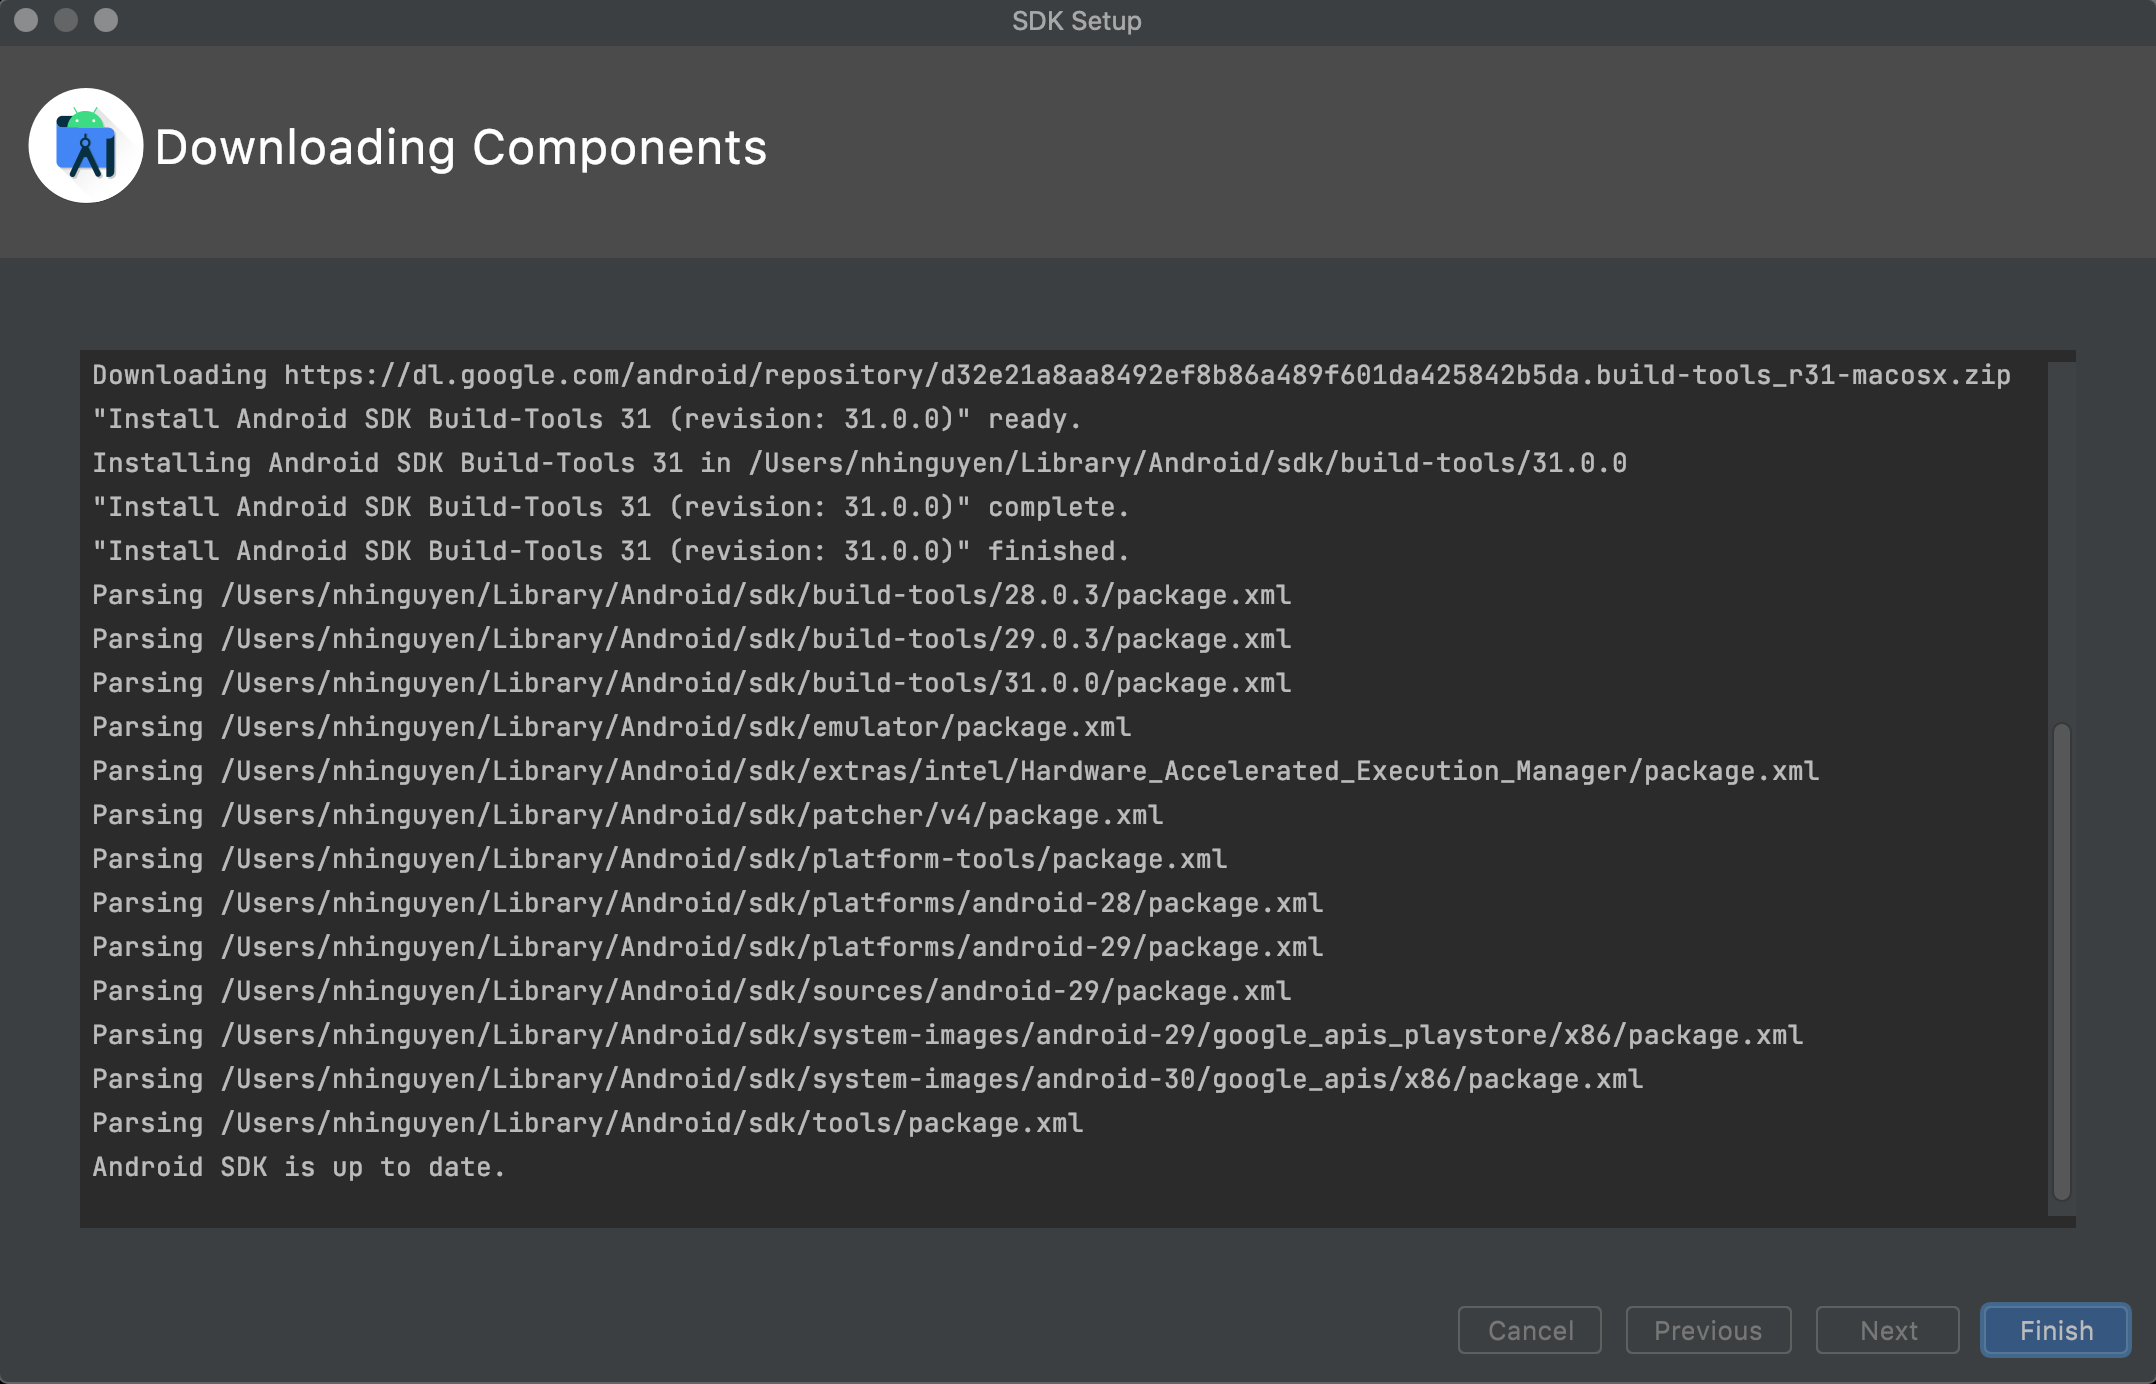 SDK Setup
Downloading Components
Downloading https://dl.google.com/android/repository/d32e21a8aa8492ef8b86a489f601da425842b5da.build-tools_r31-macosx.zip
"Install Android SDK Build-Tools 31 (revision: 31.0.0)" ready.
Installing Android SDK Build-Tools 31 in /Users/nhinguyen/Library/Android/sdk/build-tools/31.0.0
"Install Android SDK Build-Tools 31 (revision: 31.0.0)" complete.
"Install Android SDK Build-Tools 31 (revision: 31.0.0)" finished.
Parsing /Users/nhinguyen/Library/Android/sdk/build-tools/28.0.3/package.xml
Parsing /Users/nhinguyen/Library/Android/sdk/build-tools/29.0.3/package.xml
Parsing /Users/nhinguyen/Library/Android/sdk/build-tools/31.0.0/package.xml
Parsing /Users/nhinguyen/Library/Android/sdk/emulator/package.xml
Parsing /Users/nhinguyen/Library/Android/sdk/extras/intel/Hardware_Accelerated_Execution_Manager/package.xml
Parsing /Users/nhinguyen/Library/Android/sdk/patcher/v4/package.xml
Parsing /Users/nhinguyen/Library/Android/sdk/platform-tools/package.xml
Parsing /Users/nhinguyen/Library/Android/sdk/platforms/android-28/package.xml
Parsing /Users/nhinguyen/Library/Android/sdk/platforms/android-29/package.xml
Parsing /Users/nhinguyen/Library/Android/sdk/sources/android-29/package.xml
Parsing /Users/nhinguyen/Library/Android/sdk/system-images/android-29/google_apis_playstore/x86/package.xml
Parsing /Users/nhinguyen/Library/Android/sdk/system-images/android-30/google_apis/x86/package.xml
Parsing /Users/nhinguyen/Library/Android/sdk/tools/package.xml
Android SDK is up to date.
Cancel Previous Next Finish